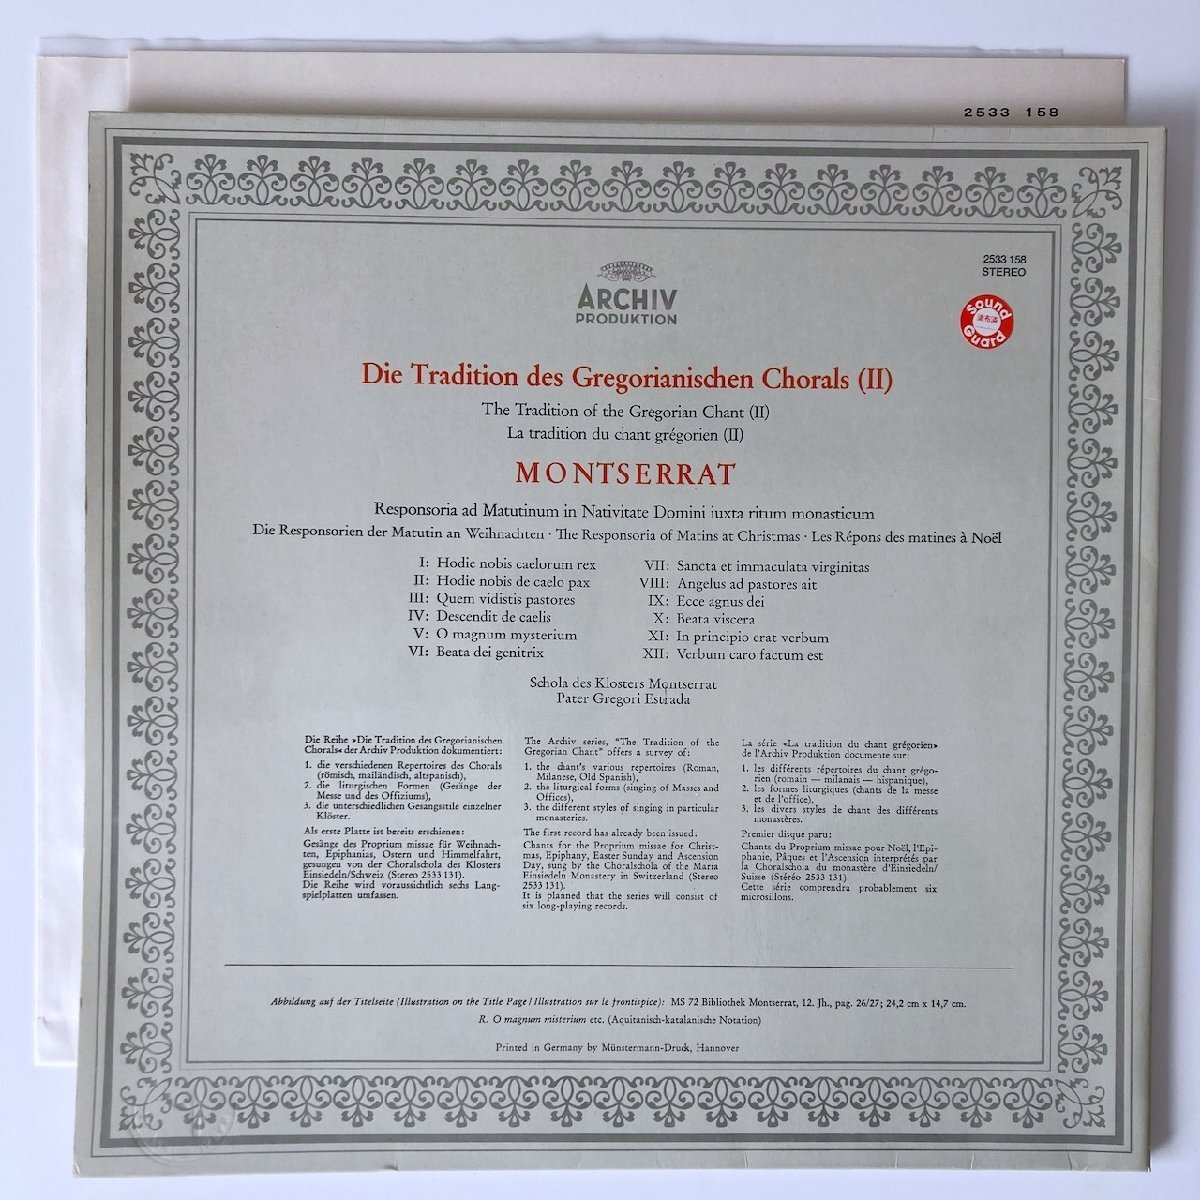 2533 158
2533 158
STEREO
ARCHIV
PRODUKTION
Sound
塗布済
Guard
Die Tradition des Gregorianischen Chorals (II)
The Tradition of the Gregorian Chant (II)
La tradition du chant grégorien (II)
MONTSERRAT
Responsoria ad Matutinum in Nativitate Domini iuxta ritum monasticum
Die Responsorien der Matutin an Weihnachten · The Responsoria of Matins at Christmas · Les Répons des matines à Noël
I: Hodie nobis caelorum rex
II: Hodie nobis de caelo pax
III: Quem vidistis pastores
IV: Descendit de caelis
V: O magnum mysterium
VI: Beata dei genitrix
VII: Sancta et immaculata virginitas
VIII: Angelus ad pastores ait
IX: Ecce agnus dei
X: Beata viscera
XI: In principio erat verbum
XII: Verbum caro factum est
Schola des Klosters Montserrat
Pater Gregori Estrada
Die Reihe »Die Tradition des Gregorianischen
Chorals« der Archiv Produktion dokumentiert:
1. die verschiedenen Repertoires des Chorals
(römisch, mailändisch, altspanisch),
2. die liturgischen Formen (Gesänge der
Messe und des Offiziums),
3. die unterschiedlichen Gesangsstile einzelner
Klöster.
Als erste Platte ist bereits erschienen:
Gesänge des Proprium missae für Weihnach-
ten, Epiphanias, Ostern und Himmelfahrt,
gesungen von der Choralschola des Klosters
Einsiedeln/Schweiz (Stereo 2533 131).
Die Reihe wird voraussichtlich sechs Lang-
spielplatten umfassen.
The Archiv series, "The Tradition of the
Gregorian Chant" offers a survey of:
1. the chant's various repertoires (Roman,
Milanese, Old Spanish),
2. the liturgical forms (singing of Masses and
Offices),
3. the different styles of singing in particular
monasteries.
The first record has already been issued:
Chants for the Proprium missae for Christ-
mas, Epiphany, Easter Sunday and Ascension
Day, sung by the Choralschola of the Maria
Einsiedeln Monastery in Switzerland (Stereo
2533 131).
It is planned that the series will consist of
six long-playing records.
La série «La tradition du chant grégorien»
de l'Archiv Produktion documente sur:
1. les différents répertoires du chant grégo-
rien (romain — milanais — hispanique),
2. les formes liturgiques (chants de la messe
et de l'office),
3. les divers styles de chant des différents
monastères.
Premier disque paru:
Chants du Proprium missae pour Noël, l'Epi-
phanie, Pâques et l'Ascension interprétés par
la Choralschola du monastère d'Einsiedeln/
Suisse (Stéréo 2533 131)
Cette série comprendra probablement six
microsillons.
Abbildung auf der Titelseite (Illustration on the Title Page / Illustration sur le frontispice): MS 72 Bibliothek Montserrat, 12. Jh., pag. 26/27; 24,2 cm x 14,7 cm.
R. O magnum misterium etc. (Aquitanisch-katalanische Notation)
Printed in Germany by Münstermann-Druck, Hannover